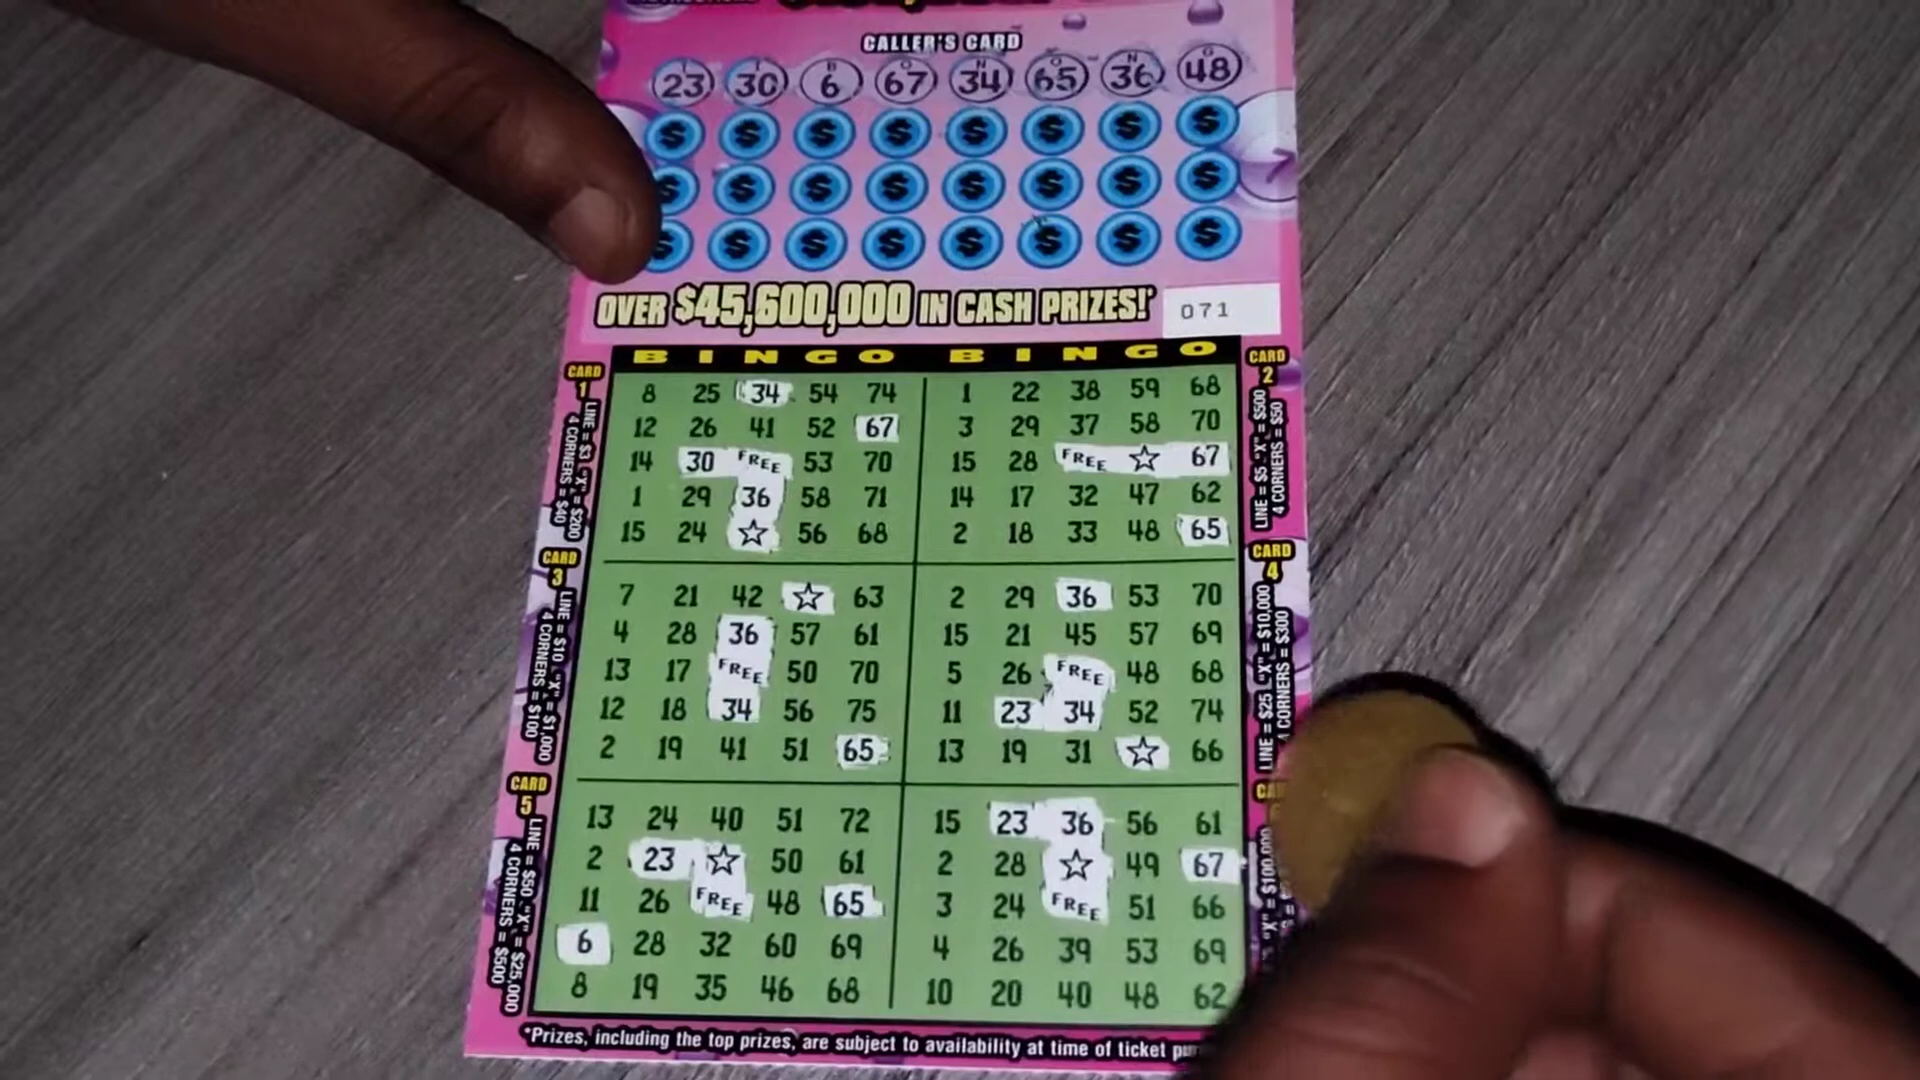 CALLER'S CARD
I I B O N O N G
23 30 6 67 34 65 36 48
$ $ $ $ $ $ $ $
$ $ $ $ $ $ $ $
$ $ $ $ $ $ $ $
7
OVER $45,600,000 IN CASH PRIZES!* 071
B I N G O B I N G O
CARD 1
LINE = $3 "X" = $200
4 CORNERS = $40
8 25 34 54 74
12 26 41 52 67
14 30 FREE 53 70
1 29 36 58 71
15 24 ☆ 56 68
CARD 2
LINE = $5 "X" = $500
4 CORNERS = $50
1 22 38 59 68
3 29 37 58 70
15 28 FREE ☆ 67
14 17 32 47 62
2 18 33 48 65
CARD 3
LINE = $10 "X" = $1,000
4 CORNERS = $100
7 21 42 ☆ 63
4 28 36 57 61
13 17 FREE 50 70
12 18 34 56 75
2 19 41 51 65
CARD 4
LINE = $25 "X" = $10,000
4 CORNERS = $300
2 29 36 53 70
15 21 45 57 69
5 26 FREE 48 68
11 23 34 52 74
13 19 31 ☆ 66
CARD 5
LINE = $50 "X" = $25,000
4 CORNERS = $500
13 24 40 51 72
2 23 ☆ 50 61
11 26 FREE 48 65
6 28 32 60 69
8 19 35 46 68
"X" = $100,000
15 23 36 56 61
2 28 ☆ 49 67
3 24 FREE 51 66
4 26 39 53 69
10 20 40 48 62
*Prizes, including the top prizes, are subject to availability at time of ticket